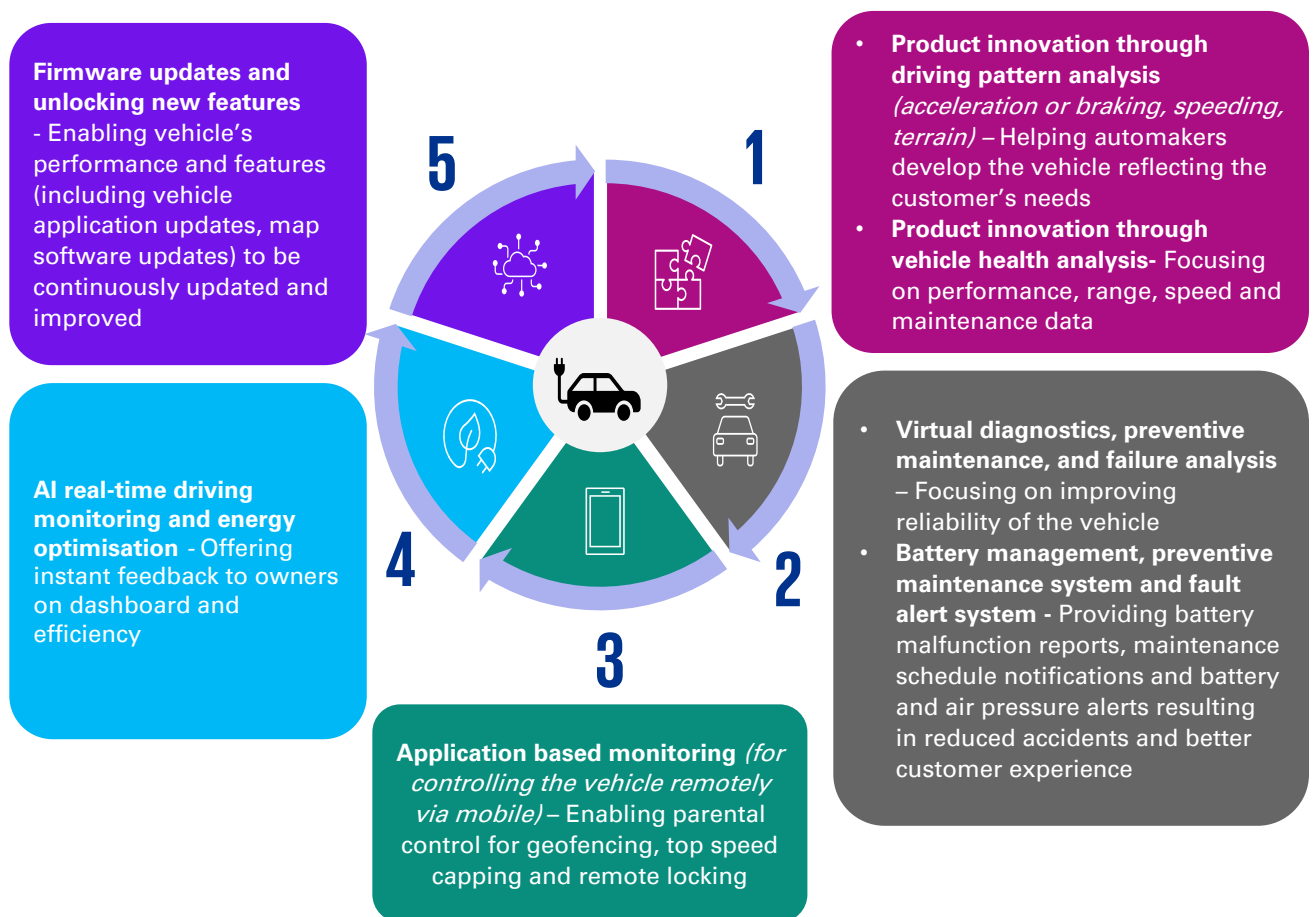 Firmware updates and
unlocking new features
- Enabling vehicle's
performance and features
(including vehicle
application updates, map
software updates) to be
continuously updated and
improved
5
1
• Product innovation through
driving pattern analysis
(acceleration or braking, speeding,
terrain) – Helping automakers
develop the vehicle reflecting the
customer's needs
• Product innovation through
vehicle health analysis- Focusing
on performance, range, speed and
maintenance data
AI real-time driving
monitoring and energy
optimisation - Offering
instant feedback to owners
on dashboard and
efficiency
4
2
• Virtual diagnostics, preventive
maintenance, and failure analysis
– Focusing on improving
reliability of the vehicle
• Battery management, preventive
maintenance system and fault
alert system - Providing battery
malfunction reports, maintenance
schedule notifications and battery
and air pressure alerts resulting
in reduced accidents and better
customer experience
3
Application based monitoring (for
controlling the vehicle remotely
via mobile) – Enabling parental
control for geofencing, top speed
capping and remote locking